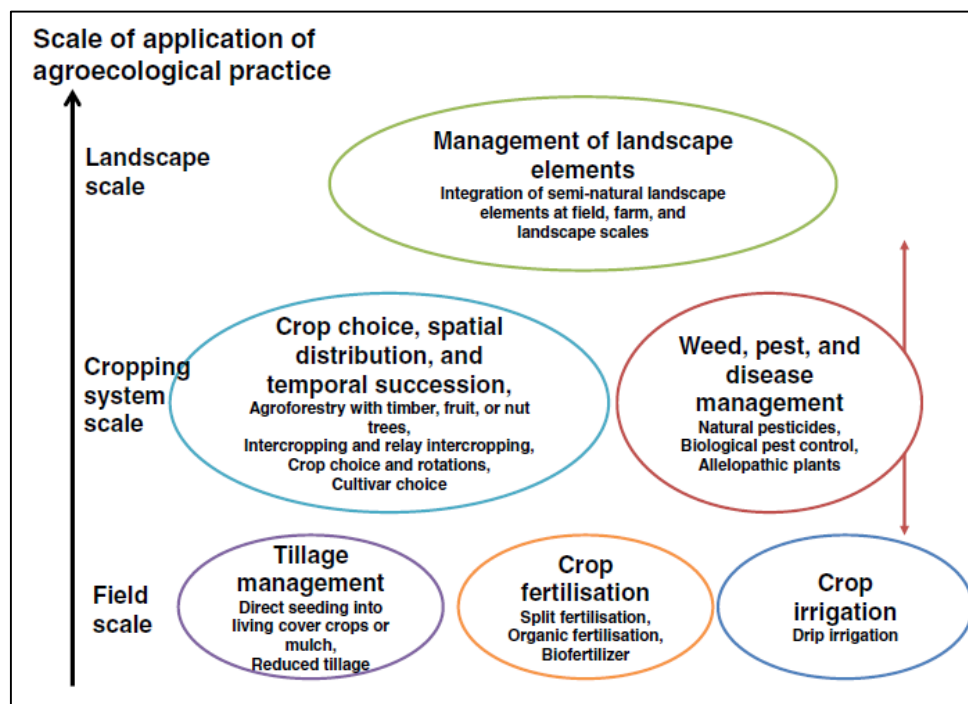 Scale of application of
agroecological practice
Landscape
scale
Management of landscape
elements
Integration of semi-natural landscape
elements at field, farm, and
landscape scales
Cropping
system
scale
Crop choice, spatial
distribution, and
temporal succession,
Agroforestry with timber, fruit, or nut
trees,
Intercropping and relay intercropping,
Crop choice and rotations,
Cultivar choice
Weed, pest, and
disease
management
Natural pesticides,
Biological pest control,
Allelopathic plants
Field
scale
Tillage
management
Direct seeding into
living cover crops or
mulch,
Reduced tillage
Crop
fertilisation
Split fertilisation,
Organic fertilisation,
Biofertilizer
Crop
irrigation
Drip irrigation